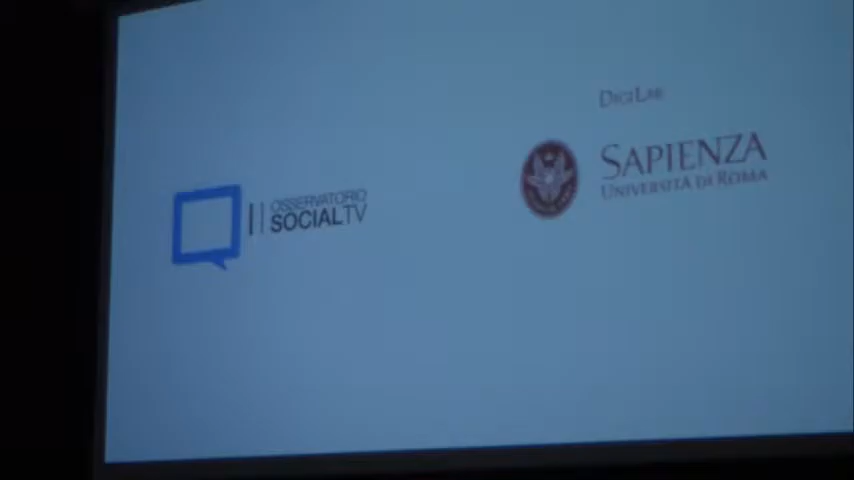 OSSERVATORIO
SOCIALTV
DIGILAB
SAPIENZA
UNIVERSITÀ DI ROMA